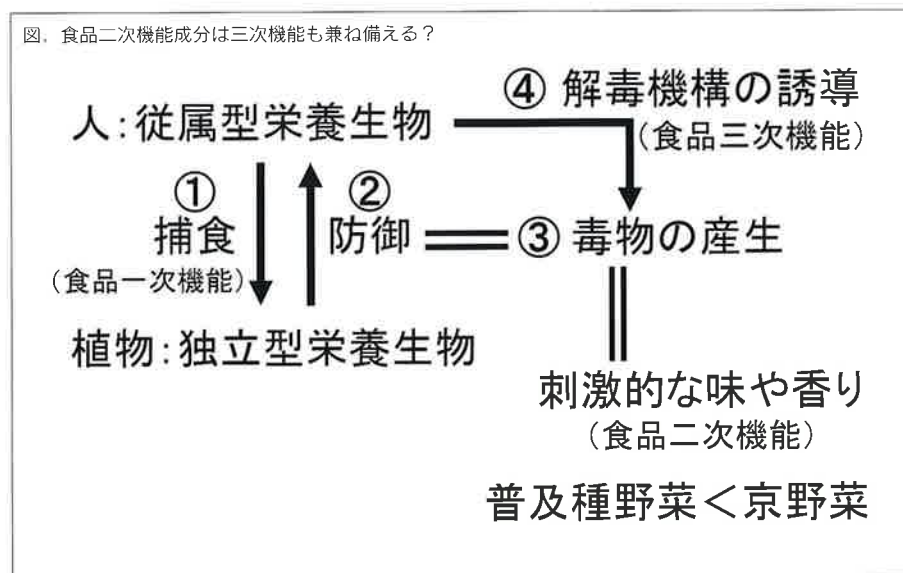 図．食品二次機能成分は三次機能も兼ね備える？
④ 解毒機構の誘導
(食品三次機能)
人：従属型栄養生物
① 捕食
(食品一次機能)
② 防御
③ 毒物の産生
植物：独立型栄養生物
刺激的な味や香り
(食品二次機能)
普及種野菜＜京野菜